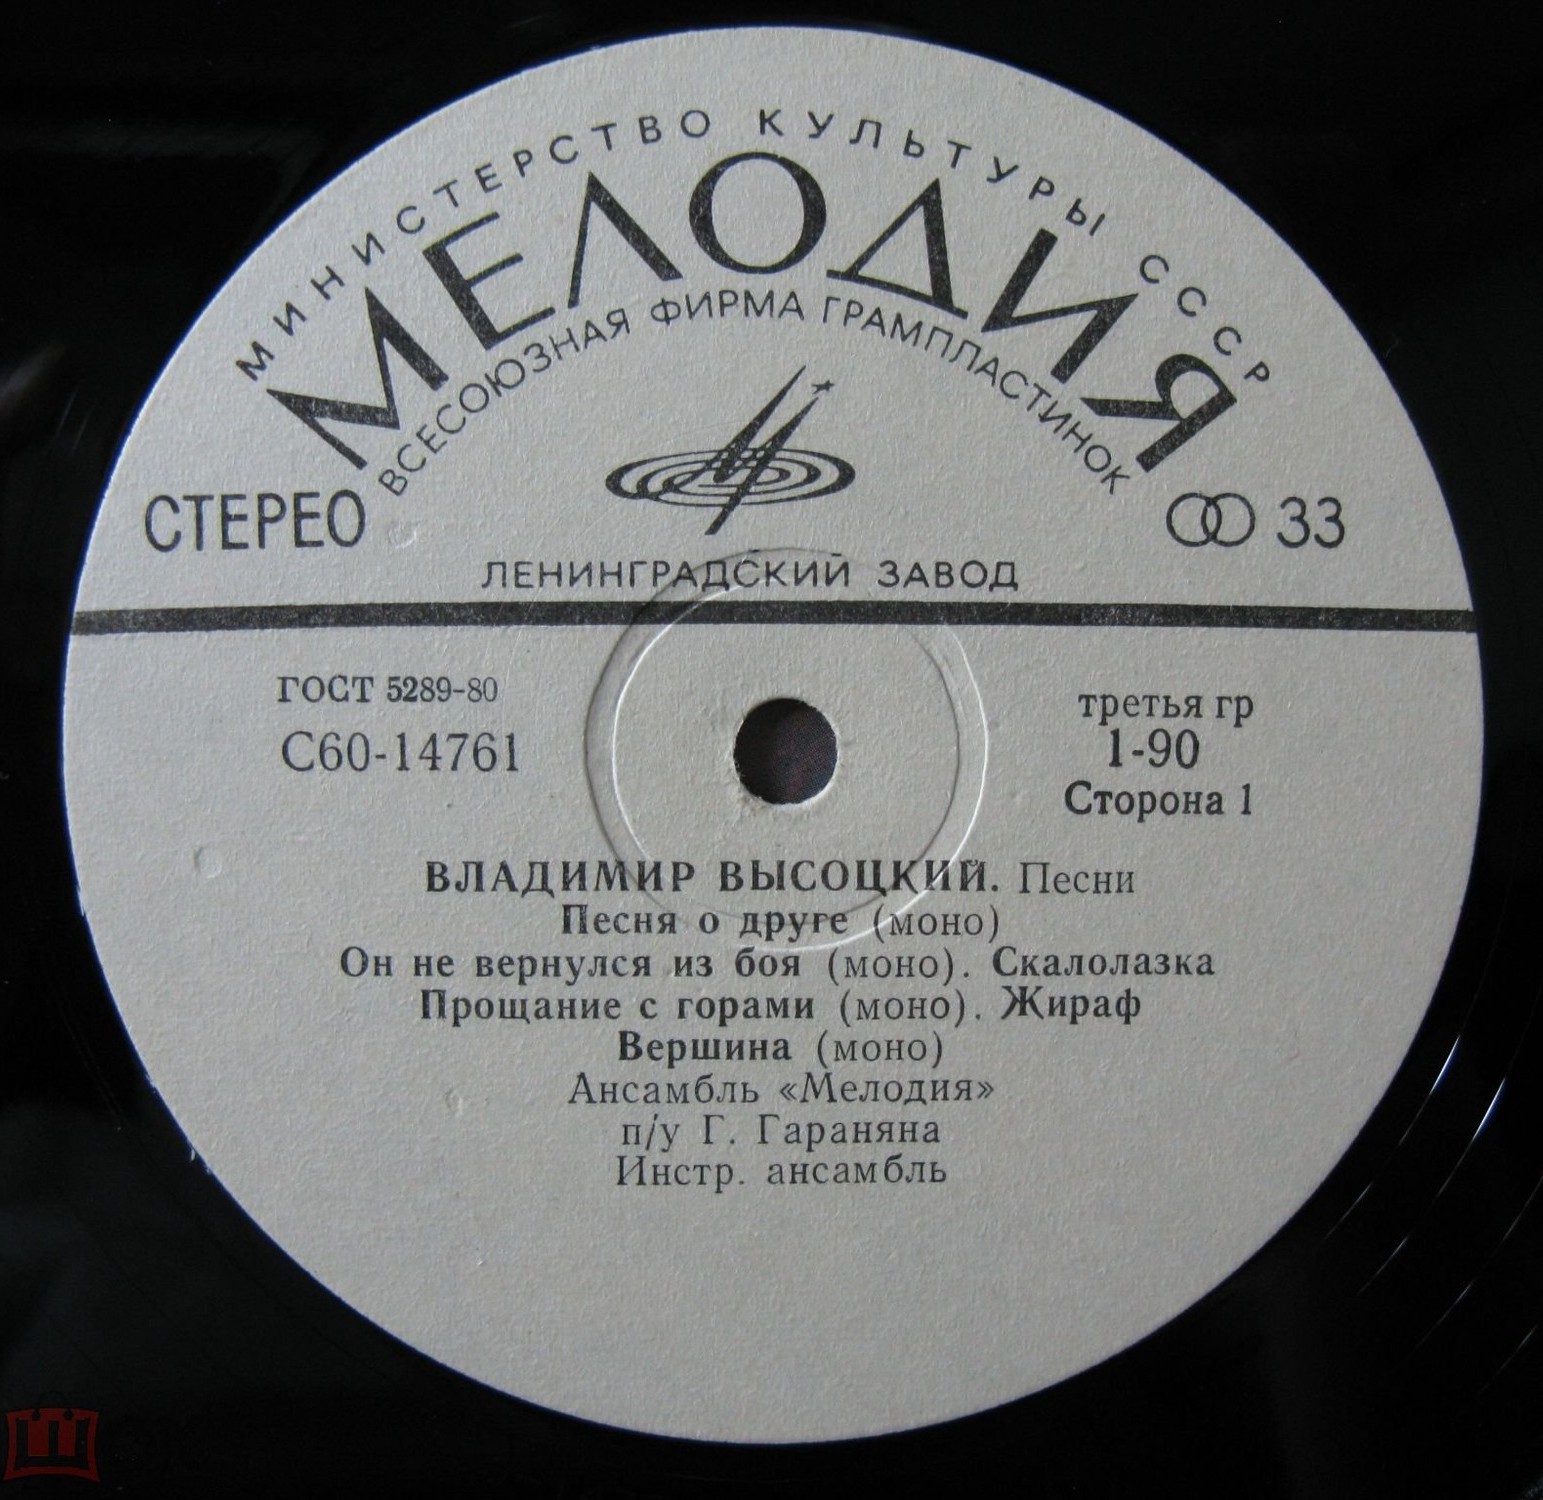 МИНИСТЕРСТВО КУЛЬТУРЫ СССР
МЕЛОДИЯ
ВСЕСОЮЗНАЯ ФИРМА ГРАМПЛАСТИНОК
СТЕРЕО
33
ЛЕНИНГРАДСКИЙ ЗАВОД
ГОСТ 5289-80
С60-14761
третья гр
1-90
Сторона 1
ВЛАДИМИР ВЫСОЦКИЙ. Песни
Песня о друге (моно)
Он не вернулся из боя (моно). Скалолазка
Прощание с горами (моно). Жираф
Вершина (моно)
Ансамбль «Мелодия»
п/у Г. Гараняна
Инстр. ансамбль